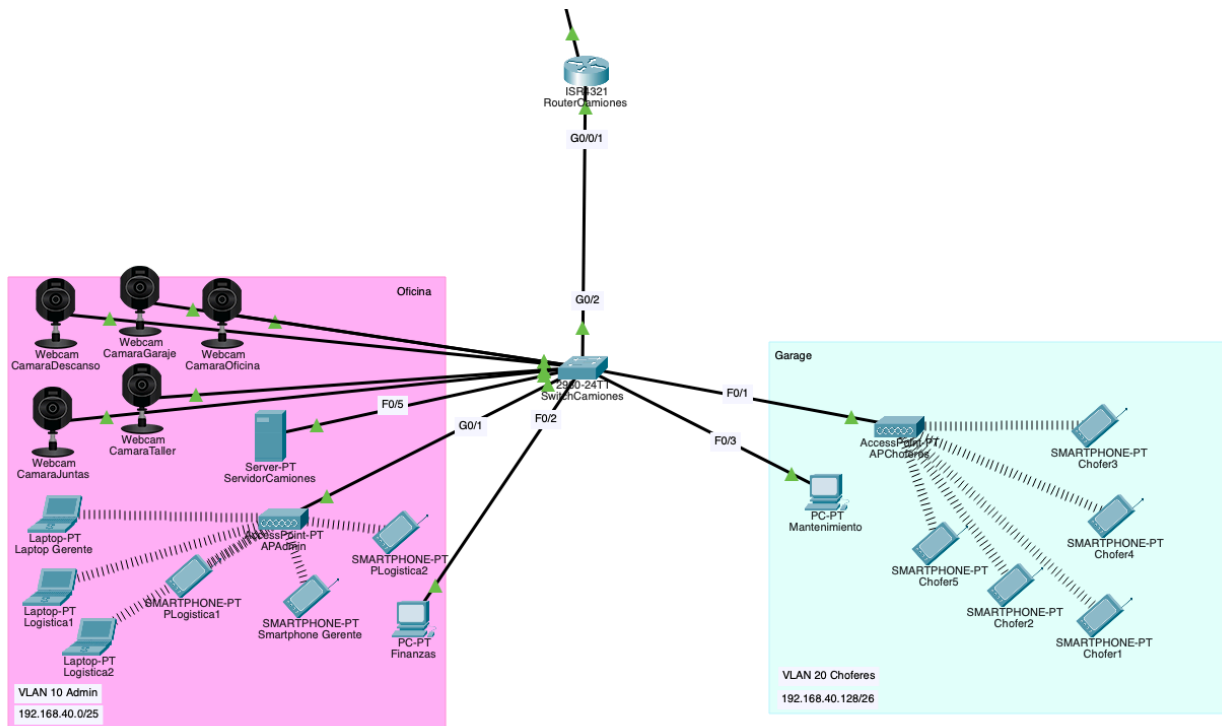 ISR4321
RouterCamiones
G0/0/1
Oficina
Webcam
CamaraDescanso
Webcam
CamaraGaraje
Webcam
CamaraOficina
G0/2
2960-24TT
SwitchCamiones
Webcam
CamaraJuntas
Webcam
CamaraTaller
F0/5
Server-PT
ServidorCamiones
G0/1
F0/2
Laptop-PT
Laptop Gerente
AccessPoint-PT
APAdmin
SMARTPHONE-PT
PLogistica2
Laptop-PT
Logistica1
SMARTPHONE-PT
PLogistica1
SMARTPHONE-PT
Smartphone Gerente
Laptop-PT
Logistica2
PC-PT
Finanzas
VLAN 10 Admin
192.168.40.0/25
Garage
F0/1
F0/3
AccessPoint-PT
APChoferes
SMARTPHONE-PT
Chofer3
PC-PT
Mantenimiento
SMARTPHONE-PT
Chofer4
SMARTPHONE-PT
Chofer5
SMARTPHONE-PT
Chofer2
SMARTPHONE-PT
Chofer1
VLAN 20 Choferes
192.168.40.128/26